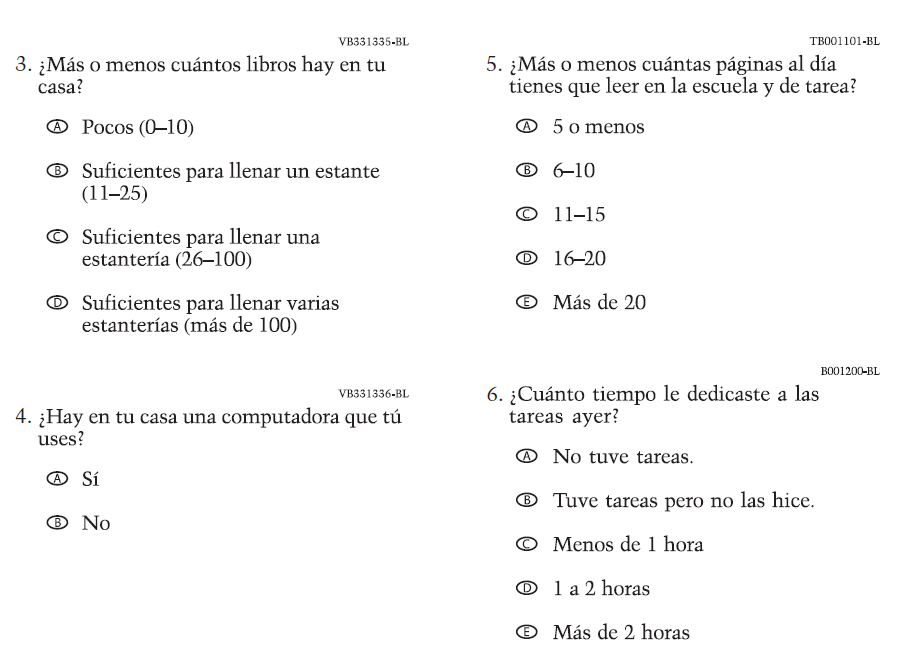 VB331335-BL
3. ¿Más o menos cuántos libros hay en tu
casa?
Ⓐ Pocos (0–10)
Ⓑ Suficientes para llenar un estante
(11–25)
Ⓒ Suficientes para llenar una
estantería (26–100)
Ⓓ Suficientes para llenar varias
estanterías (más de 100)
VB331336-BL
4. ¿Hay en tu casa una computadora que tú
uses?
Ⓐ Sí
Ⓑ No
TB001101-BL
5. ¿Más o menos cuántas páginas al día
tienes que leer en la escuela y de tarea?
Ⓐ 5 o menos
Ⓑ 6–10
Ⓒ 11–15
Ⓓ 16–20
Ⓔ Más de 20
B001200-BL
6. ¿Cuánto tiempo le dedicaste a las
tareas ayer?
Ⓐ No tuve tareas.
Ⓑ Tuve tareas pero no las hice.
Ⓒ Menos de 1 hora
Ⓓ 1 a 2 horas
Ⓔ Más de 2 horas